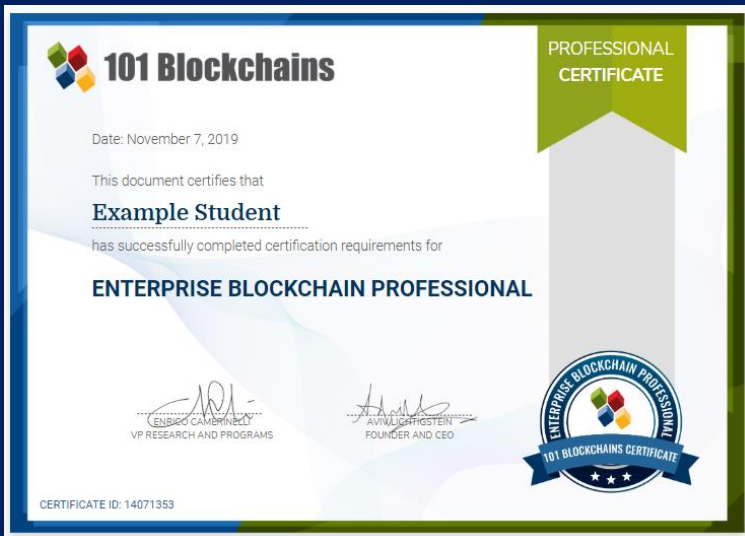 101 Blockchains
PROFESSIONAL
CERTIFICATE
Date: November 7, 2019
This document certifies that
Example Student
has successfully completed certification requirements for
ENTERPRISE BLOCKCHAIN PROFESSIONAL
ENRICO CAMERINELLI
VP RESEARCH AND PROGRAMS
AVIV LICHTIGSTEIN
FOUNDER AND CEO
ENTERPRISE BLOCKCHAIN PROFESSIONAL
101 BLOCKCHAINS CERTIFICATE
CERTIFICATE ID: 14071353